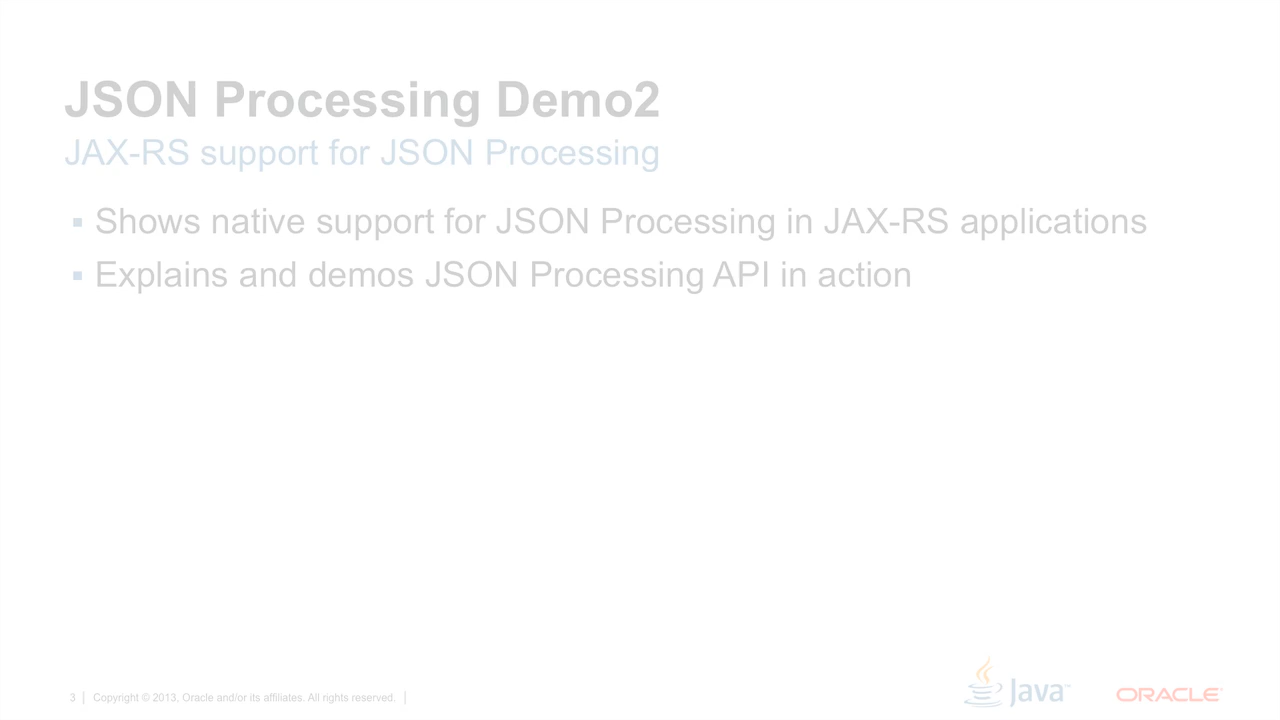 JSON Processing Demo2
JAX-RS support for JSON Processing
▪ Shows native support for JSON Processing in JAX-RS applications
▪ Explains and demos JSON Processing API in action
3 | Copyright © 2013, Oracle and/or its affiliates. All rights reserved. |
Java™
ORACLE®